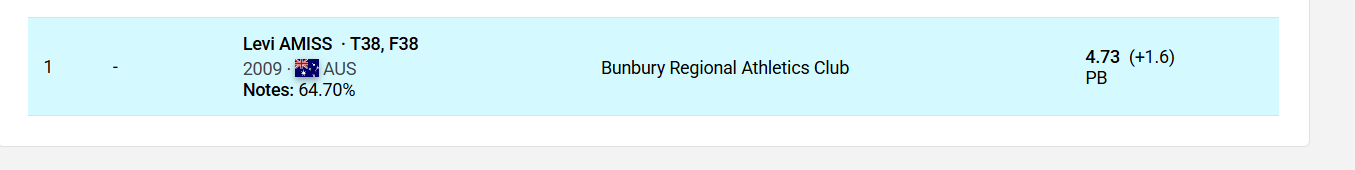 1
-
Levi AMISS · T38, F38
2009 · AUS
Notes: 64.70%
Bunbury Regional Athletics Club
4.73 (+1.6)
PB